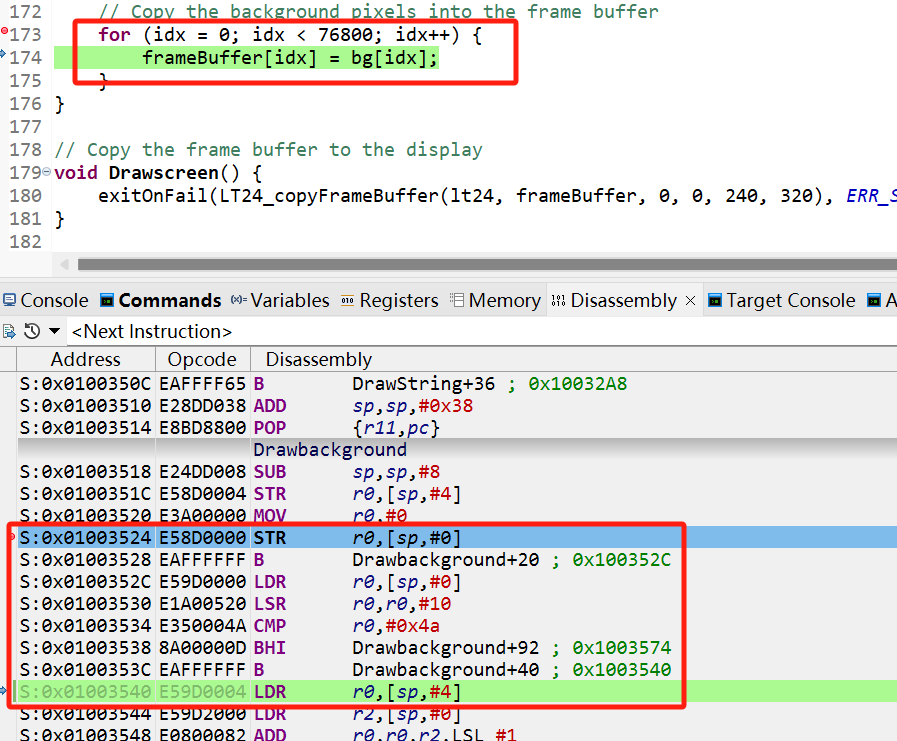 172 // Copy the background pixels into the frame buffer
173 for (idx = 0; idx < 76800; idx++) {
174 frameBuffer[idx] = bg[idx];
175 }
176 }
177
178 // Copy the frame buffer to the display
179 void Drawscreen() {
180 exitOnFail(LT24_copyFrameBuffer(lt24, frameBuffer, 0, 0, 240, 320), ERR_S
181 }
182
Console Commands (x)= Variables 010 Registers Memory Disassembly × Target Console A
<Next Instruction>
Address Opcode Disassembly
S:0x0100350C EAFFFF65 B DrawString+36 ; 0x10032A8
S:0x01003510 E28DD038 ADD sp,sp,#0x38
S:0x01003514 E8BD8800 POP {r11,pc}
Drawbackground
S:0x01003518 E24DD008 SUB sp,sp,#8
S:0x0100351C E58D0004 STR r0,[sp,#4]
S:0x01003520 E3A00000 MOV r0,#0
S:0x01003524 E58D0000 STR r0,[sp,#0]
S:0x01003528 EAFFFFFF B Drawbackground+20 ; 0x100352C
S:0x0100352C E59D0000 LDR r0,[sp,#0]
S:0x01003530 E1A00520 LSR r0,r0,#10
S:0x01003534 E350004A CMP r0,#0x4a
S:0x01003538 8A00000D BHI Drawbackground+92 ; 0x1003574
S:0x0100353C EAFFFFFF B Drawbackground+40 ; 0x1003540
S:0x01003540 E59D0004 LDR r0,[sp,#4]
S:0x01003544 E59D2000 LDR r2,[sp,#0]
S:0x01003548 E0800082 ADD r0,r0,r2,LSL #1